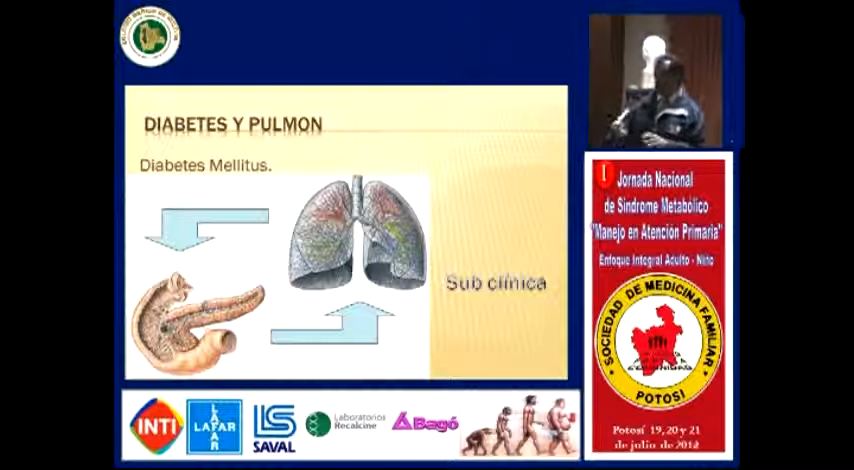 DIABETES Y PULMON
Diabetes Mellitus.
Sub clínica
I Jornada Nacional
de Síndrome Metabólico
"Manejo en Atención Primaria"
Enfoque Integral Adulto - Niño
SOCIEDAD DE MEDICINA FAMILIAR
POTOSI
Potosí 19, 20 y 21
de julio de 2012
INTI
LAFAR
LAFAR
LS
SAVAL
Laboratorios
Recalcine
Bagó